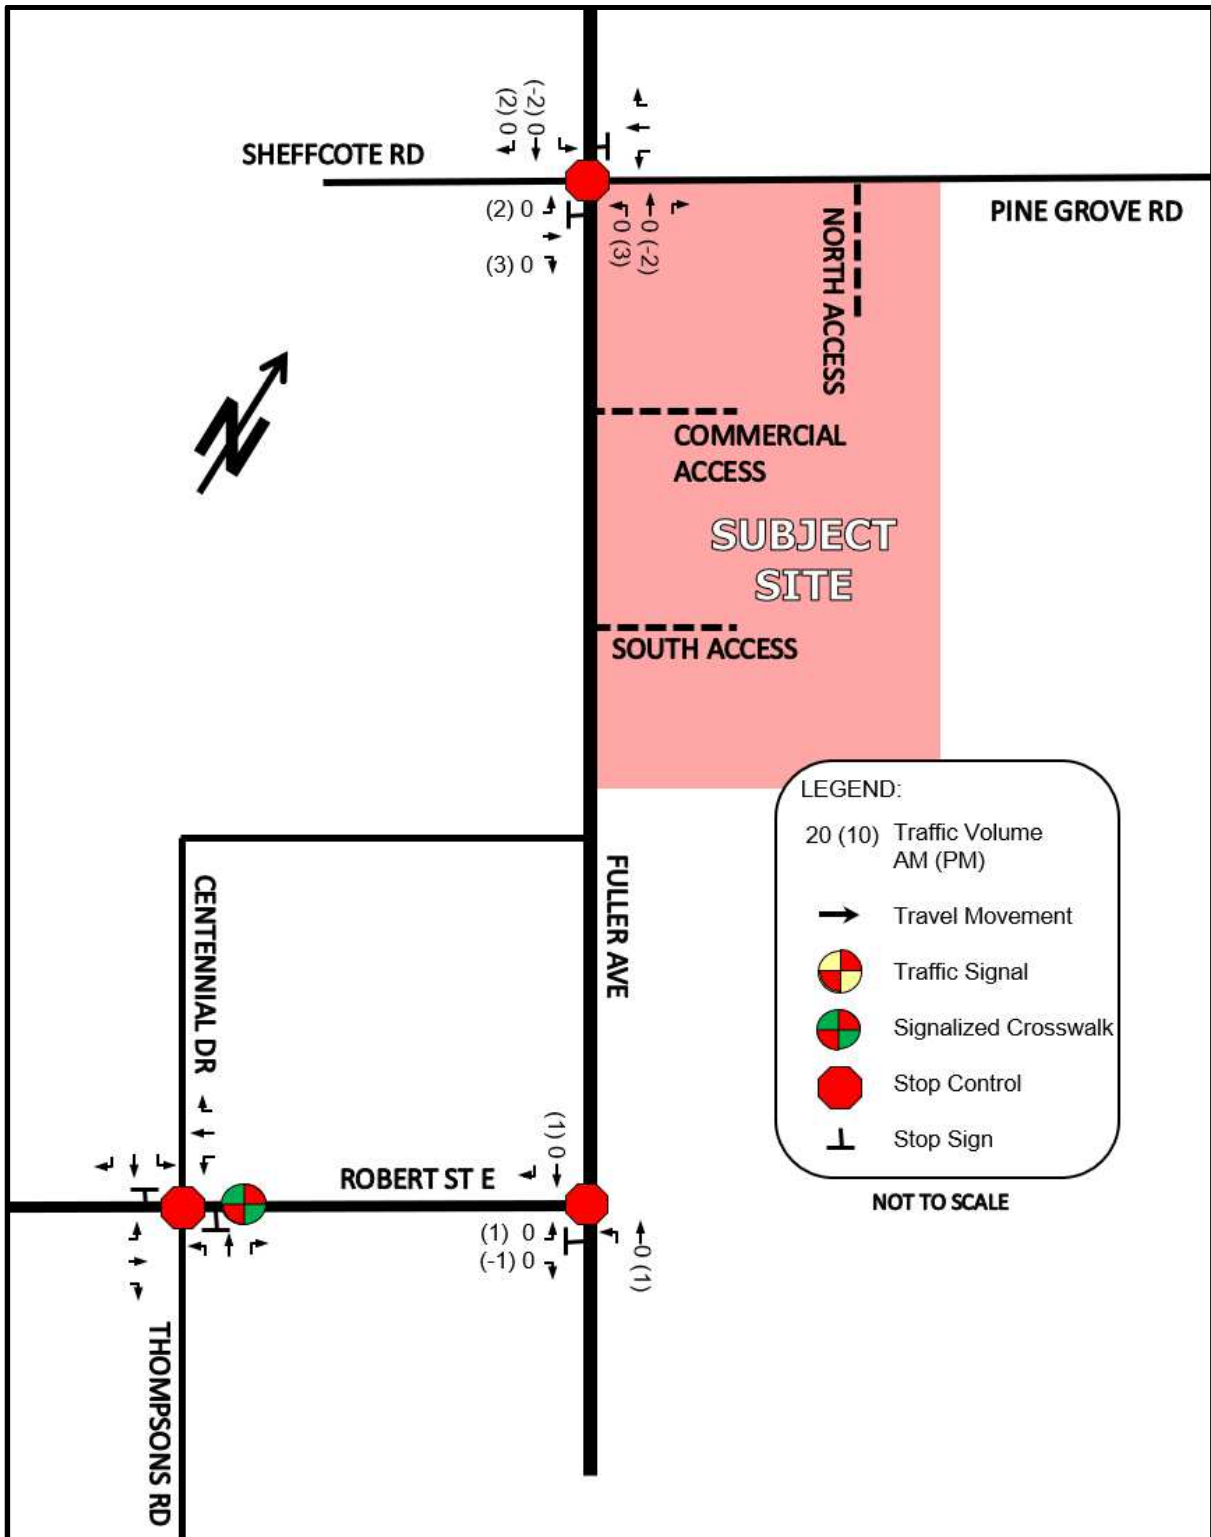 (2) 0
(-2) 0
SHEFFCOTE RD
PINE GROVE RD
(2) 0
(3) 0
0 (3)
0 (-2)
NORTH ACCESS
N
COMMERCIAL
ACCESS
SUBJECT
SITE
SOUTH ACCESS
LEGEND:
20 (10) Traffic Volume
AM (PM)
Travel Movement
Traffic Signal
Signalized Crosswalk
Stop Control
Stop Sign
NOT TO SCALE
FULLER AVE
CENTENNIAL DR
(1) 0
ROBERT ST E
(1) 0
(-1) 0
0 (1)
THOMPSONS RD